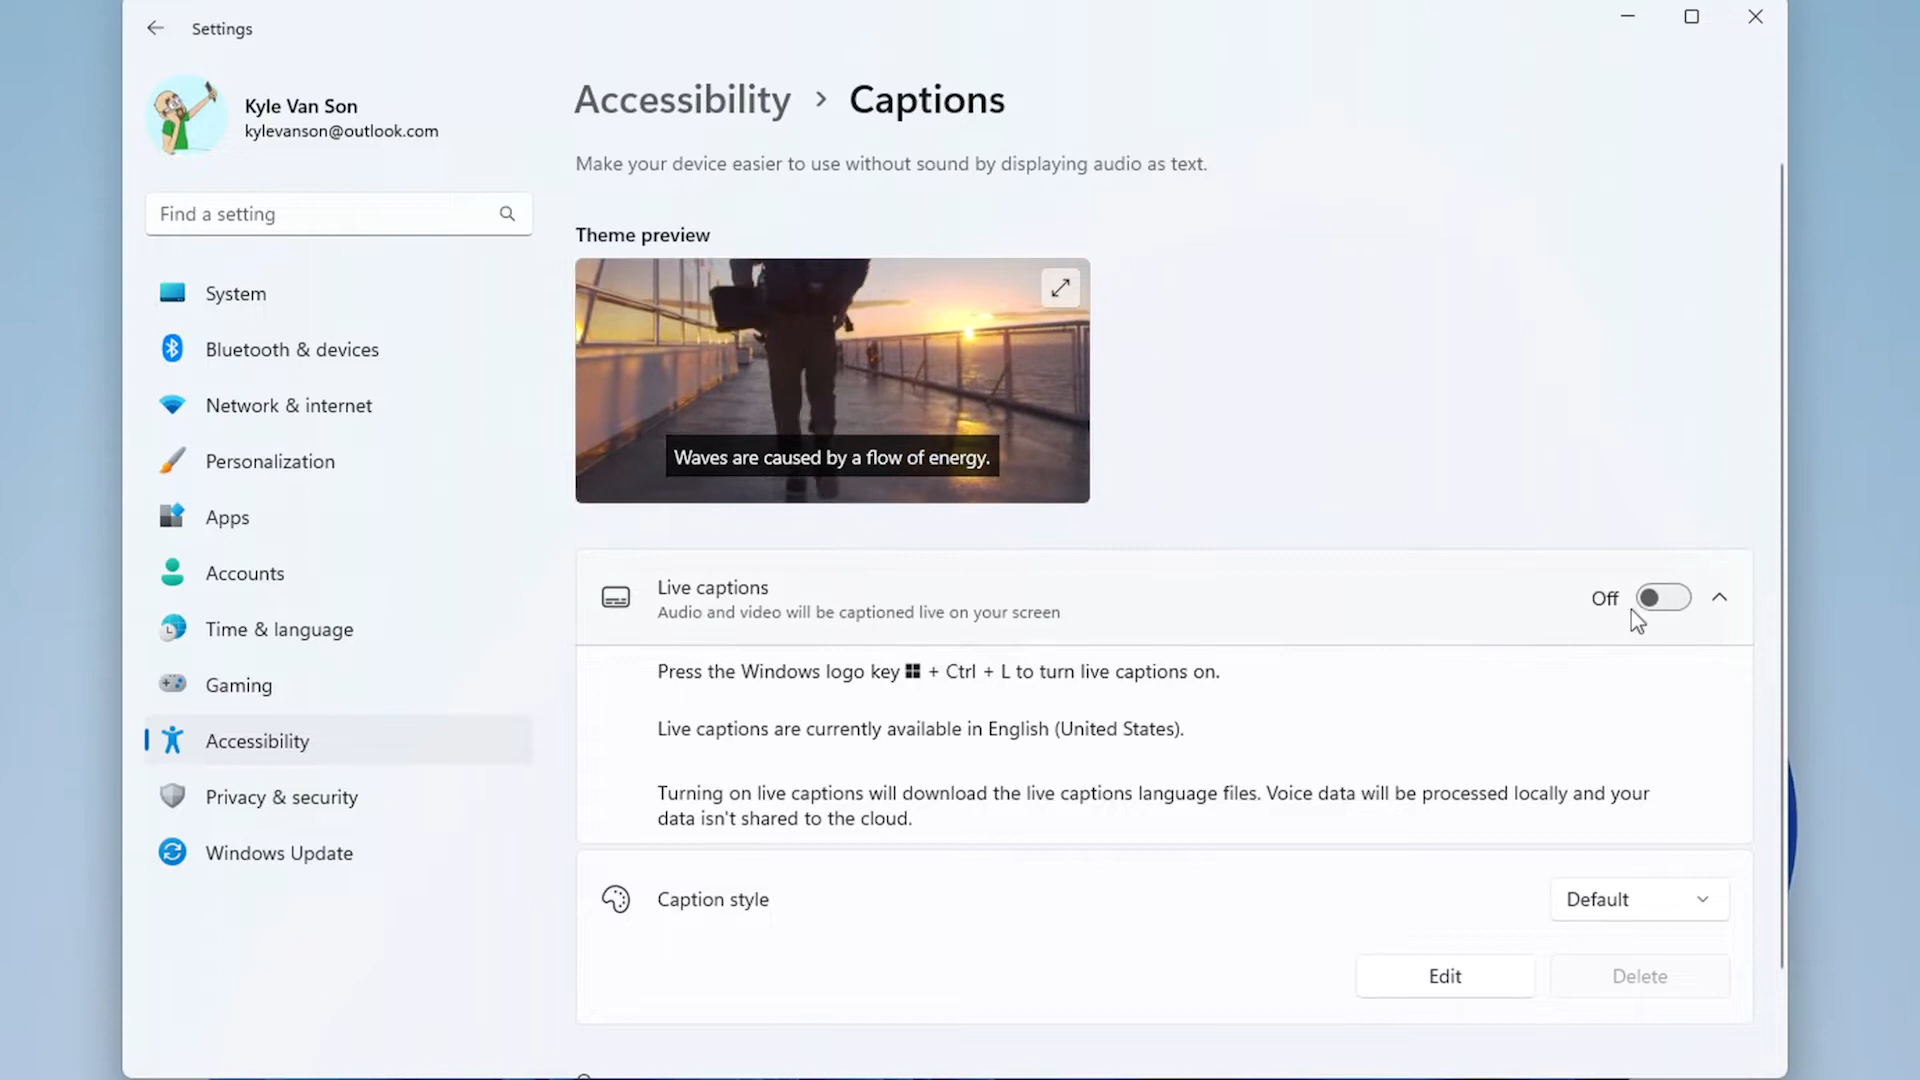 Settings
Kyle Van Son
kylevanson@outlook.com
Find a setting
System
Bluetooth & devices
Network & internet
Personalization
Apps
Accounts
Time & language
Gaming
Accessibility
Privacy & security
Windows Update
Accessibility > Captions
Make your device easier to use without sound by displaying audio as text.
Theme preview
Waves are caused by a flow of energy.
Live captions
Audio and video will be captioned live on your screen
Off
Press the Windows logo key + Ctrl + L to turn live captions on.
Live captions are currently available in English (United States).
Turning on live captions will download the live captions language files. Voice data will be processed locally and your
data isn't shared to the cloud.
Caption style
Default
Edit
Delete